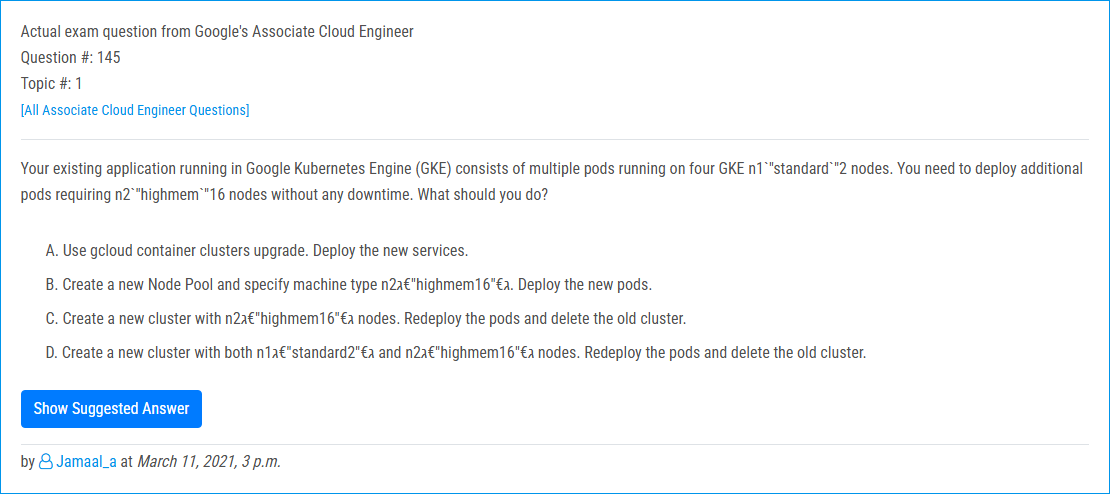 Actual exam question from Google's Associate Cloud Engineer
Question #: 145
Topic #: 1
[All Associate Cloud Engineer Questions]
Your existing application running in Google Kubernetes Engine (GKE) consists of multiple pods running on four GKE n1`"standard`"2 nodes. You need to deploy additional
pods requiring n2`"highmem`"16 nodes without any downtime. What should you do?
A. Use gcloud container clusters upgrade. Deploy the new services.
B. Create a new Node Pool and specify machine type n2ג€"highmem16"€ג. Deploy the new pods.
C. Create a new cluster with n2ג€"highmem16"€ג nodes. Redeploy the pods and delete the old cluster.
D. Create a new cluster with both n1ג€"standard2"€ג and n2ג€"highmem16"€ג nodes. Redeploy the pods and delete the old cluster.
Show Suggested Answer
by Jamaal_a at March 11, 2021, 3 p.m.